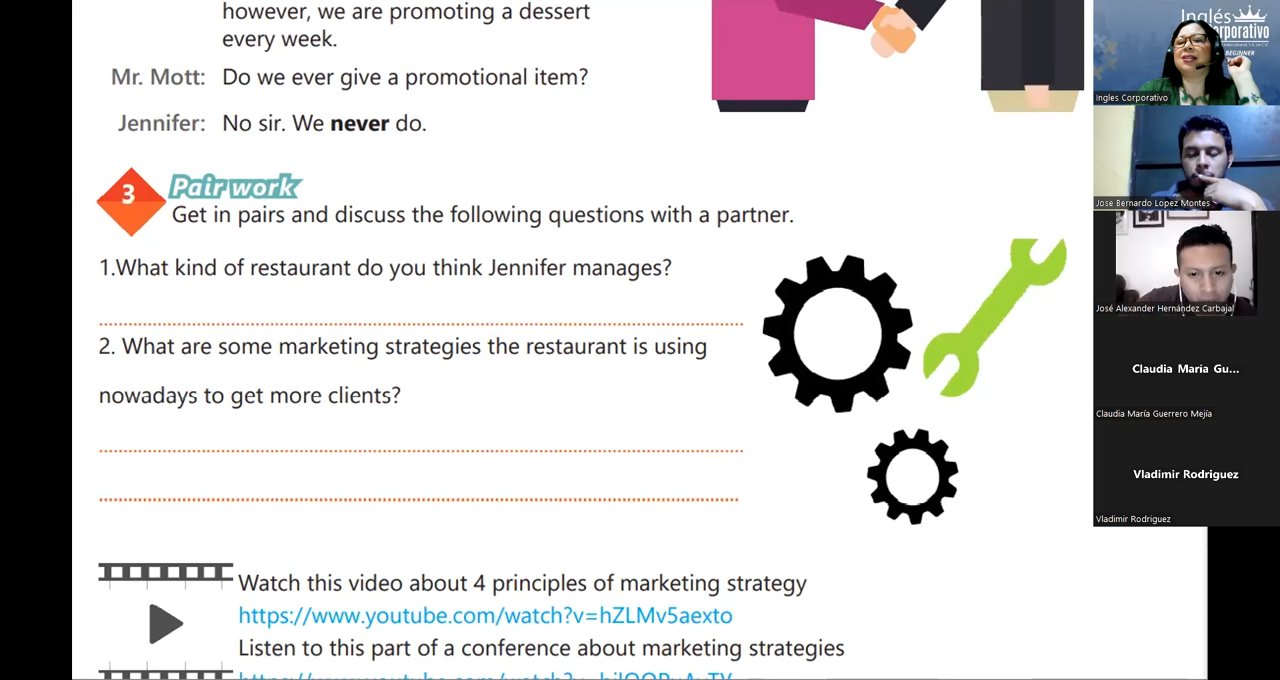 however, we are promoting a dessert
every week.
Mr. Mott: Do we ever give a promotional item?
Jennifer: No sir. We never do.
3
Pair work
Get in pairs and discuss the following questions with a partner.
1.What kind of restaurant do you think Jennifer manages?
2. What are some marketing strategies the restaurant is using
nowadays to get more clients?
Watch this video about 4 principles of marketing strategy
https://www.youtube.com/watch?v=hZLMv5aexto
Listen to this part of a conference about marketing strategies
Inglés
BEGINNER
Ingles Corporativo
Jose Bernardo Lopez Montes
José Alexander Hernández Carbajal
Claudia María Gu...
Claudia María Guerrero Mejía
Vladimir Rodriguez
Vladimir Rodriguez